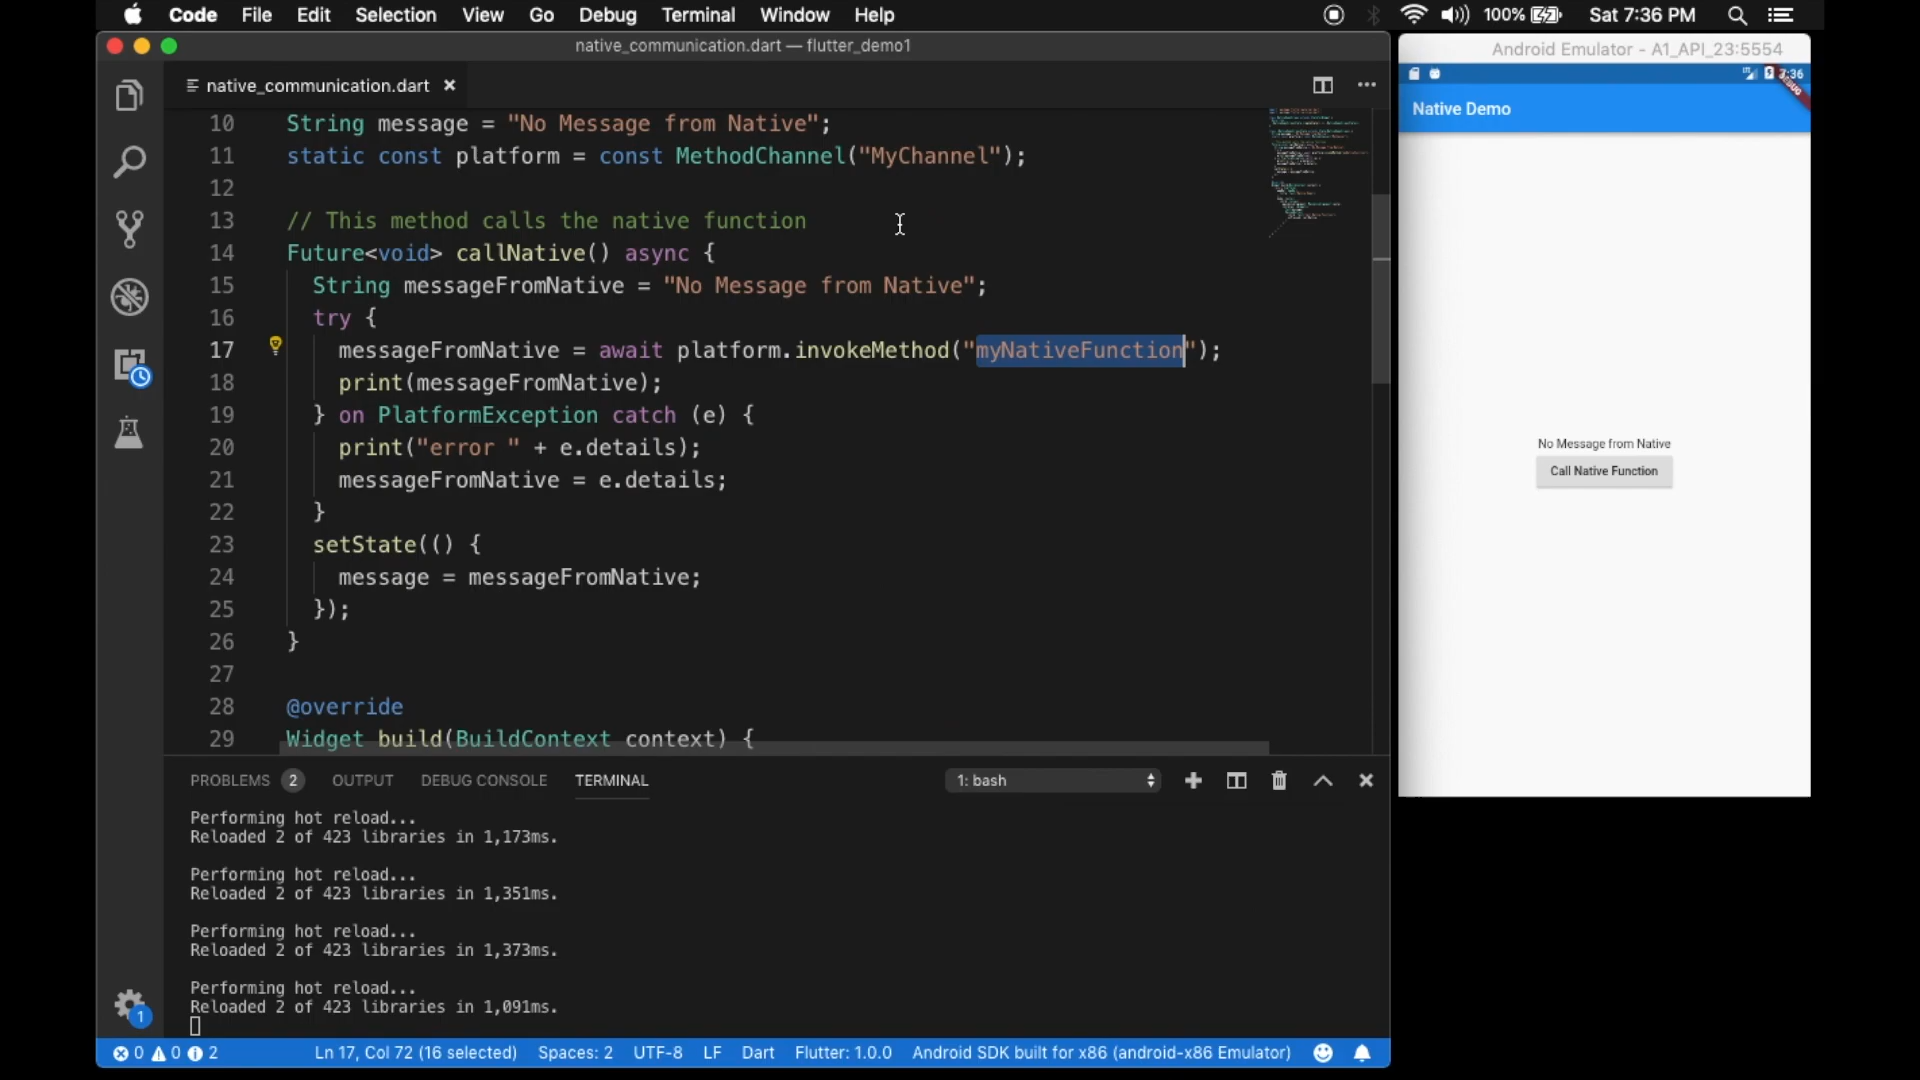 Code File Edit Selection View Go Debug Terminal Window Help 100% Sat 7:36 PM
native_communication.dart — flutter_demo1
native_communication.dart
10 String message = "No Message from Native";
11 static const platform = const MethodChannel("MyChannel");
12
13 // This method calls the native function
14 Future<void> callNative() async {
15 String messageFromNative = "No Message from Native";
16 try {
17 messageFromNative = await platform.invokeMethod("myNativeFunction");
18 print(messageFromNative);
19 } on PlatformException catch (e) {
20 print("error " + e.details);
21 messageFromNative = e.details;
22 }
23 setState(() {
24 message = messageFromNative;
25 });
26 }
27
28 @override
29 Widget build(BuildContext context) {
PROBLEMS 2 OUTPUT DEBUG CONSOLE TERMINAL 1: bash
Performing hot reload...
Reloaded 2 of 423 libraries in 1,173ms.
Performing hot reload...
Reloaded 2 of 423 libraries in 1,351ms.
Performing hot reload...
Reloaded 2 of 423 libraries in 1,373ms.
Performing hot reload...
Reloaded 2 of 423 libraries in 1,091ms.
1
0 0 2 Ln 17, Col 72 (16 selected) Spaces: 2 UTF-8 LF Dart Flutter: 1.0.0 Android SDK built for x86 (android-x86 Emulator)
Android Emulator - A1_API_23:5554
7:36
DEBUG
Native Demo
No Message from Native
Call Native Function